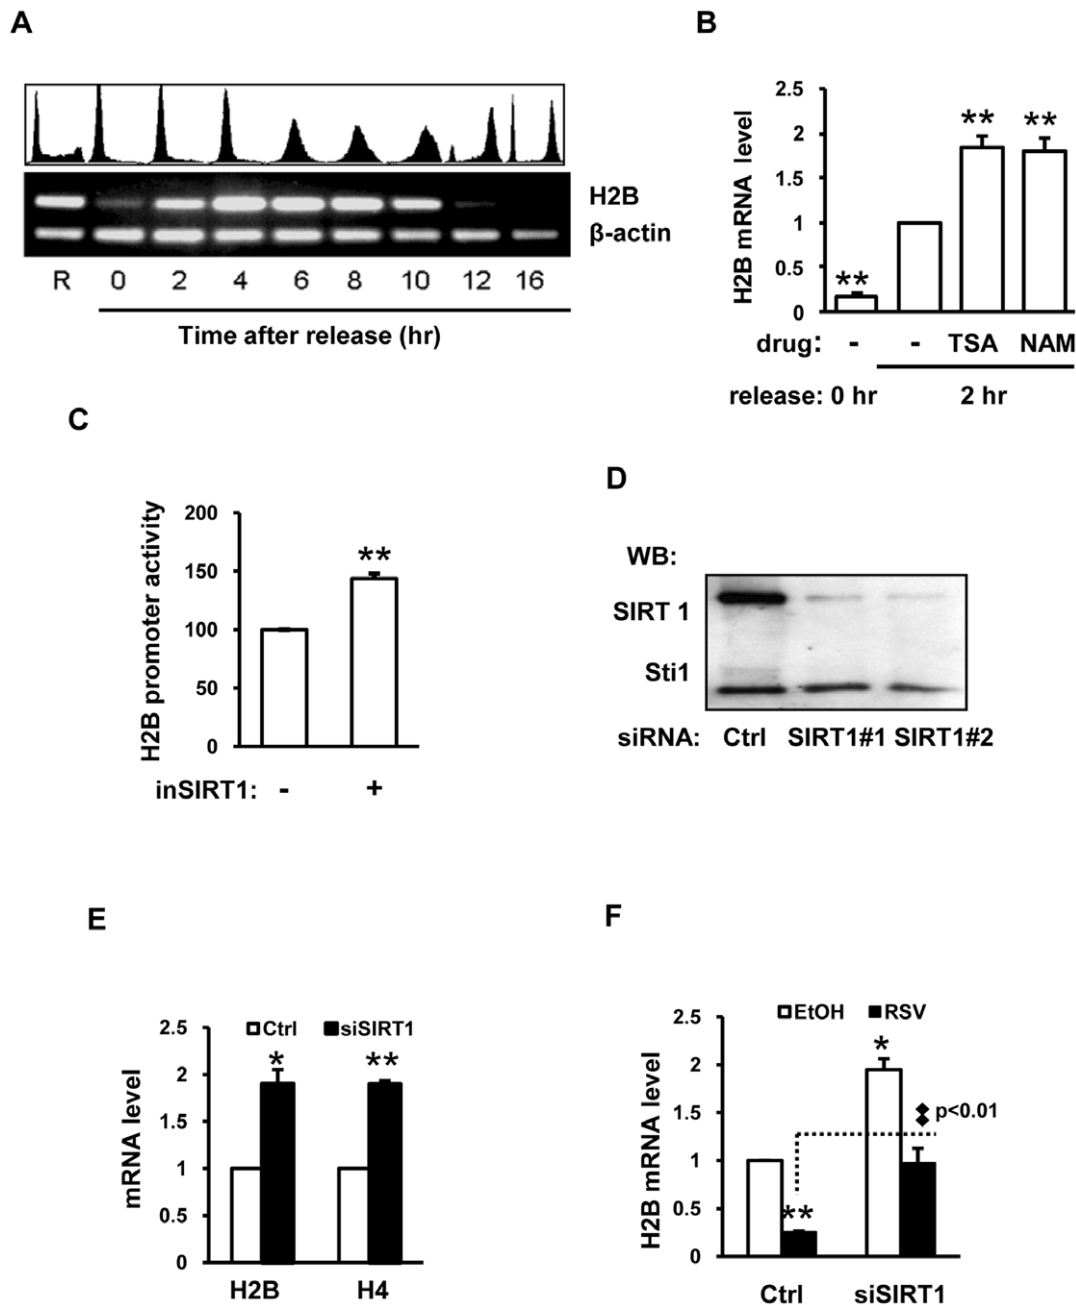 A
H2B
β-actin
R 0 2 4 6 8 10 12 16
Time after release (hr)
B
H2B mRNA level
2.5
2
1.5
1
0.5
0
**
**
**
drug: - - TSA NAM
release: 0 hr 2 hr
C
H2B promoter activity
200
150
100
50
0
**
inSIRT1: - +
D
WB:
SIRT 1
Sti1
siRNA: Ctrl SIRT1#1 SIRT1#2
E
mRNA level
Ctrl siSIRT1
2.5
2
1.5
1
0.5
0
*
**
H2B H4
F
H2B mRNA level
EtOH RSV
2.5
2
1.5
1
0.5
0
*
**
p<0.01
Ctrl siSIRT1